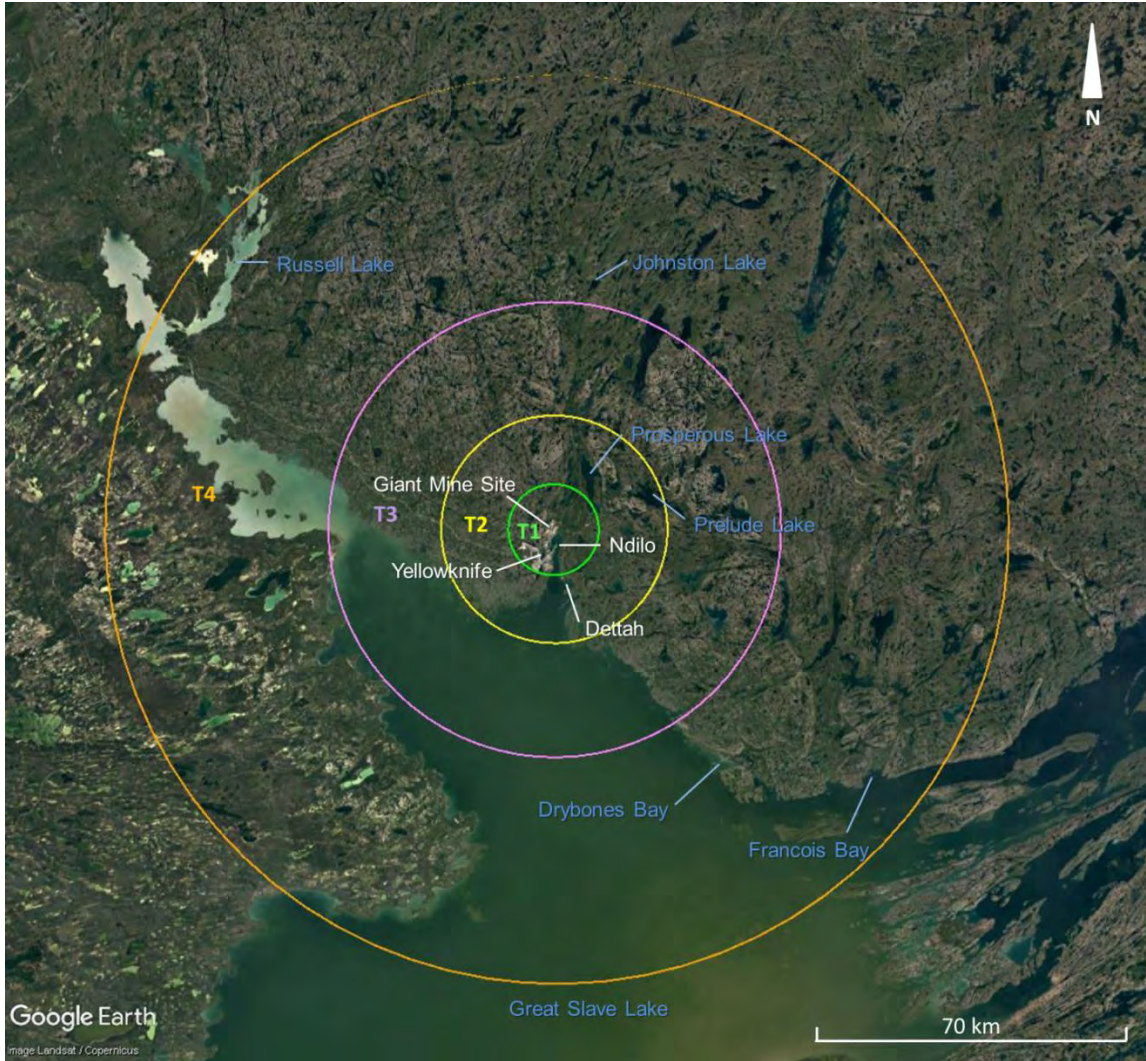 N
Russell Lake
Johnston Lake
Prosperous Lake
Giant Mine Site
T4
T3
T2
T1
Prelude Lake
Ndilo
Yellowknife
Dettah
Drybones Bay
Francois Bay
Great Slave Lake
Google Earth
70 km
Image Landsat / Copernicus